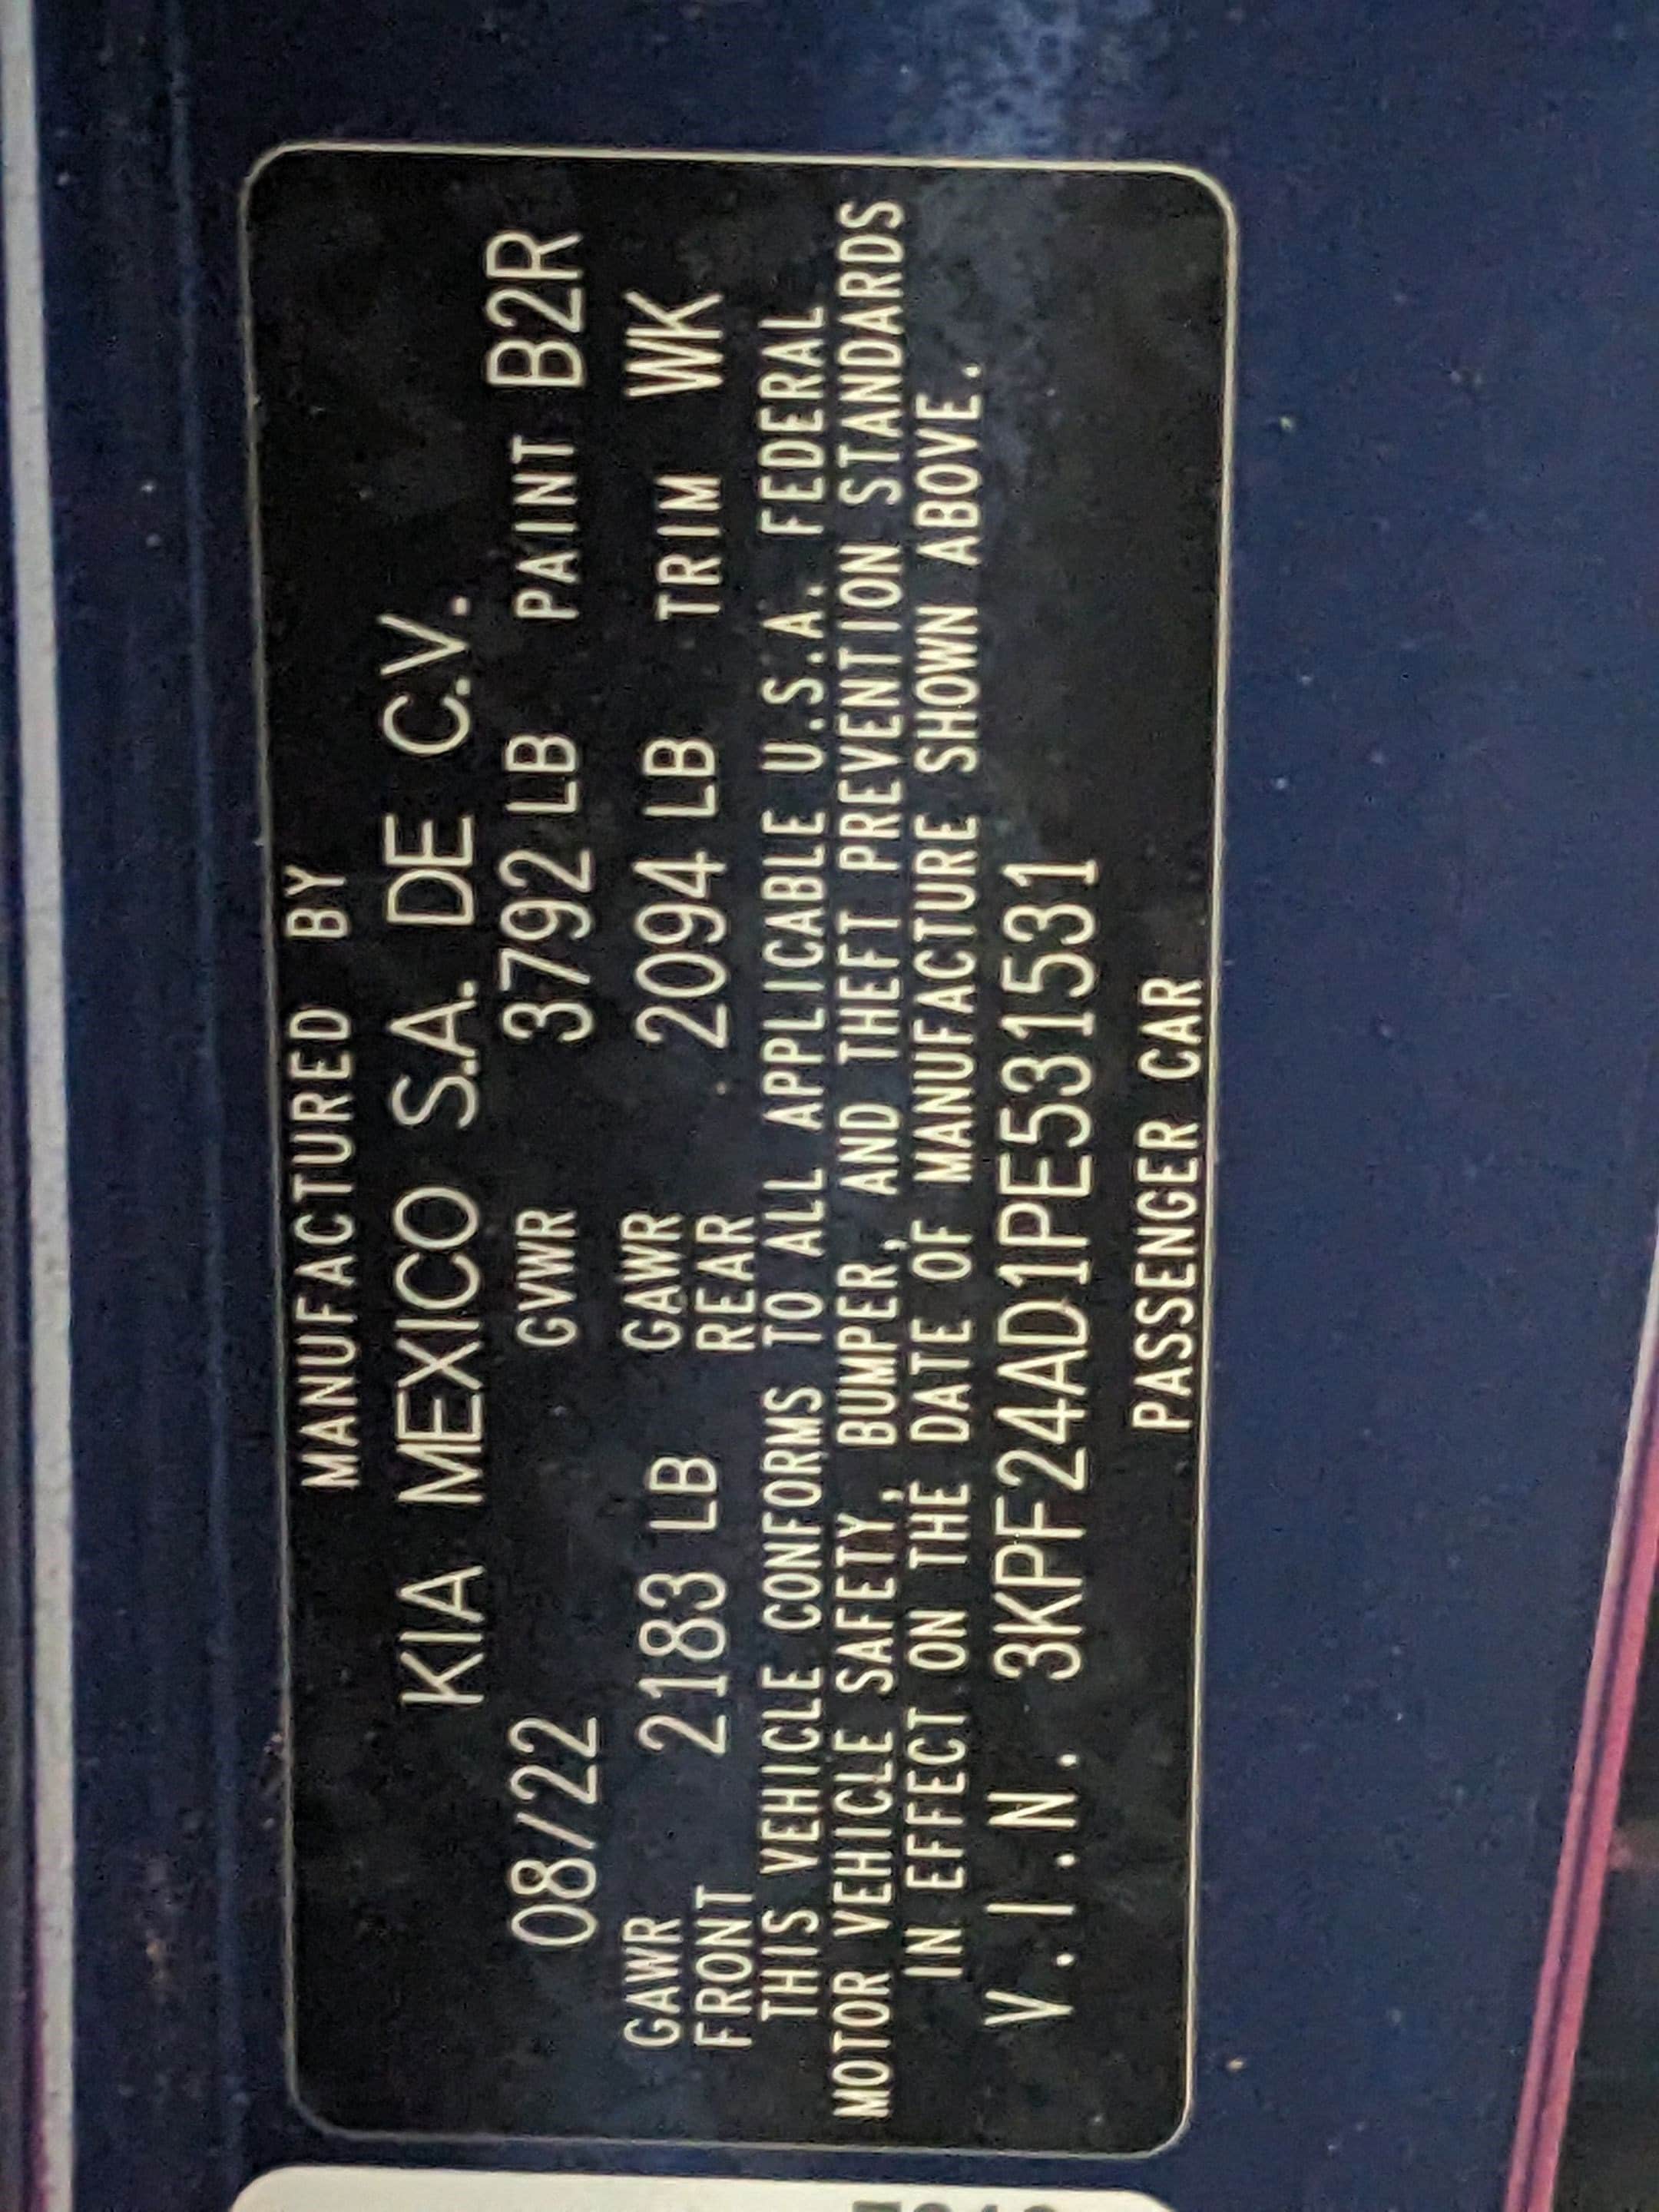 MANUFACTURED BY
KIA MEXICO S.A. DE C.V.
08/22 GVWR 3792 LB PAINT B2R
GAWR FRONT 2183 LB GAWR REAR 2094 LB TRIM WK
THIS VEHICLE CONFORMS TO ALL APPLICABLE U.S.A. FEDERAL
MOTOR VEHICLE SAFETY, BUMPER, AND THEFT PREVENTION STANDARDS
IN EFFECT ON THE DATE OF MANUFACTURE SHOWN ABOVE.
V.I.N. 3KPF24AD1PE531531
PASSENGER CAR